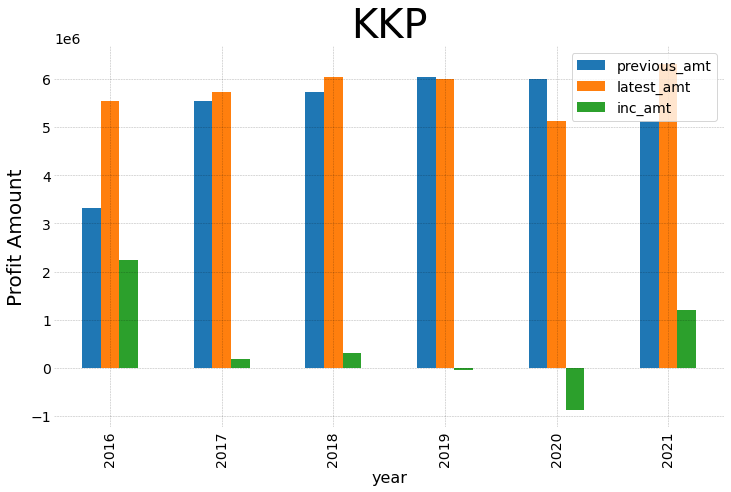 KKP
1e6
previous_amt
latest_amt
inc_amt
6
5
4
3
2
1
0
−1
Profit Amount
2016 2017 2018 2019 2020 2021
year